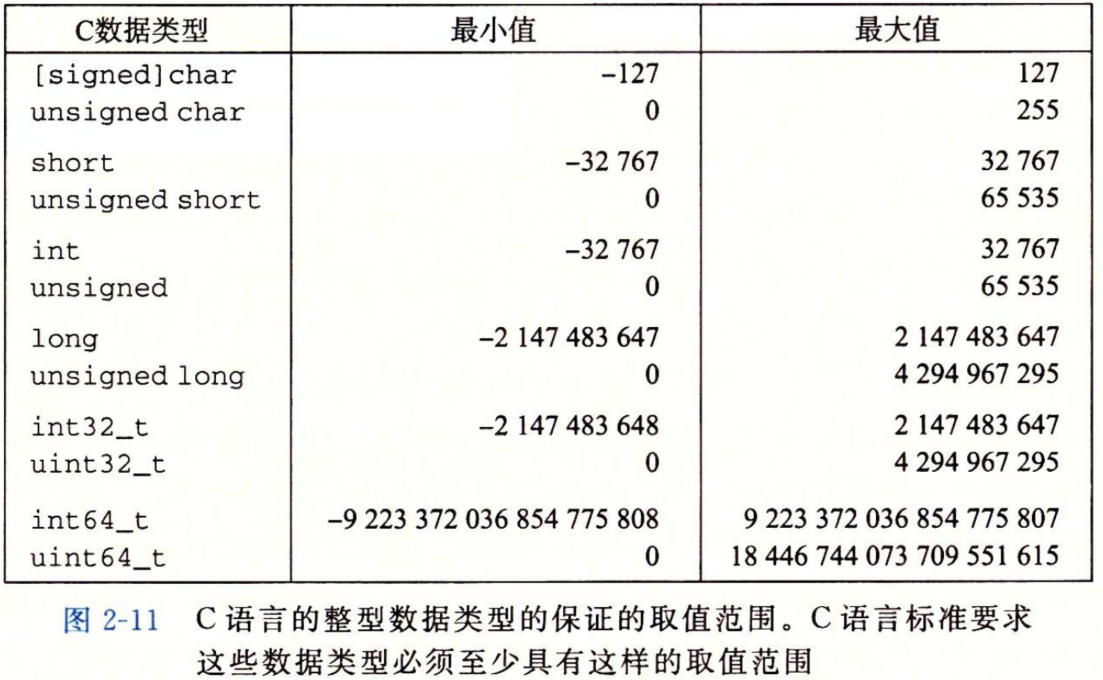 C数据类型 最小值 最大值
[signed]char −127 127
unsigned char 0 255
short −32 767 32 767
unsigned short 0 65 535
int −32 767 32 767
unsigned 0 65 535
long −2 147 483 647 2 147 483 647
unsigned long 0 4 294 967 295
int32_t −2 147 483 648 2 147 483 647
uint32_t 0 4 294 967 295
int64_t −9 223 372 036 854 775 808 9 223 372 036 854 775 807
uint64_t 0 18 446 744 073 709 551 615
图 2-11 C 语言的整型数据类型的保证的取值范围。C 语言标准要求
这些数据类型必须至少具有这样的取值范围